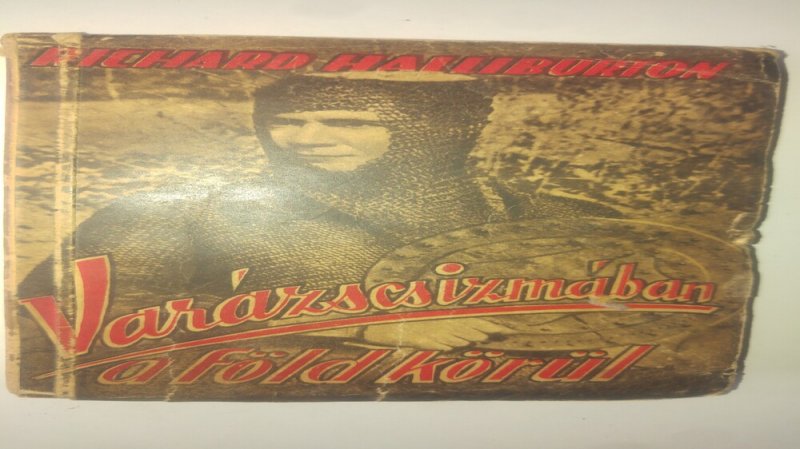 RICHARD HALLIBURTON
Varázscsizmában
a Föld körül